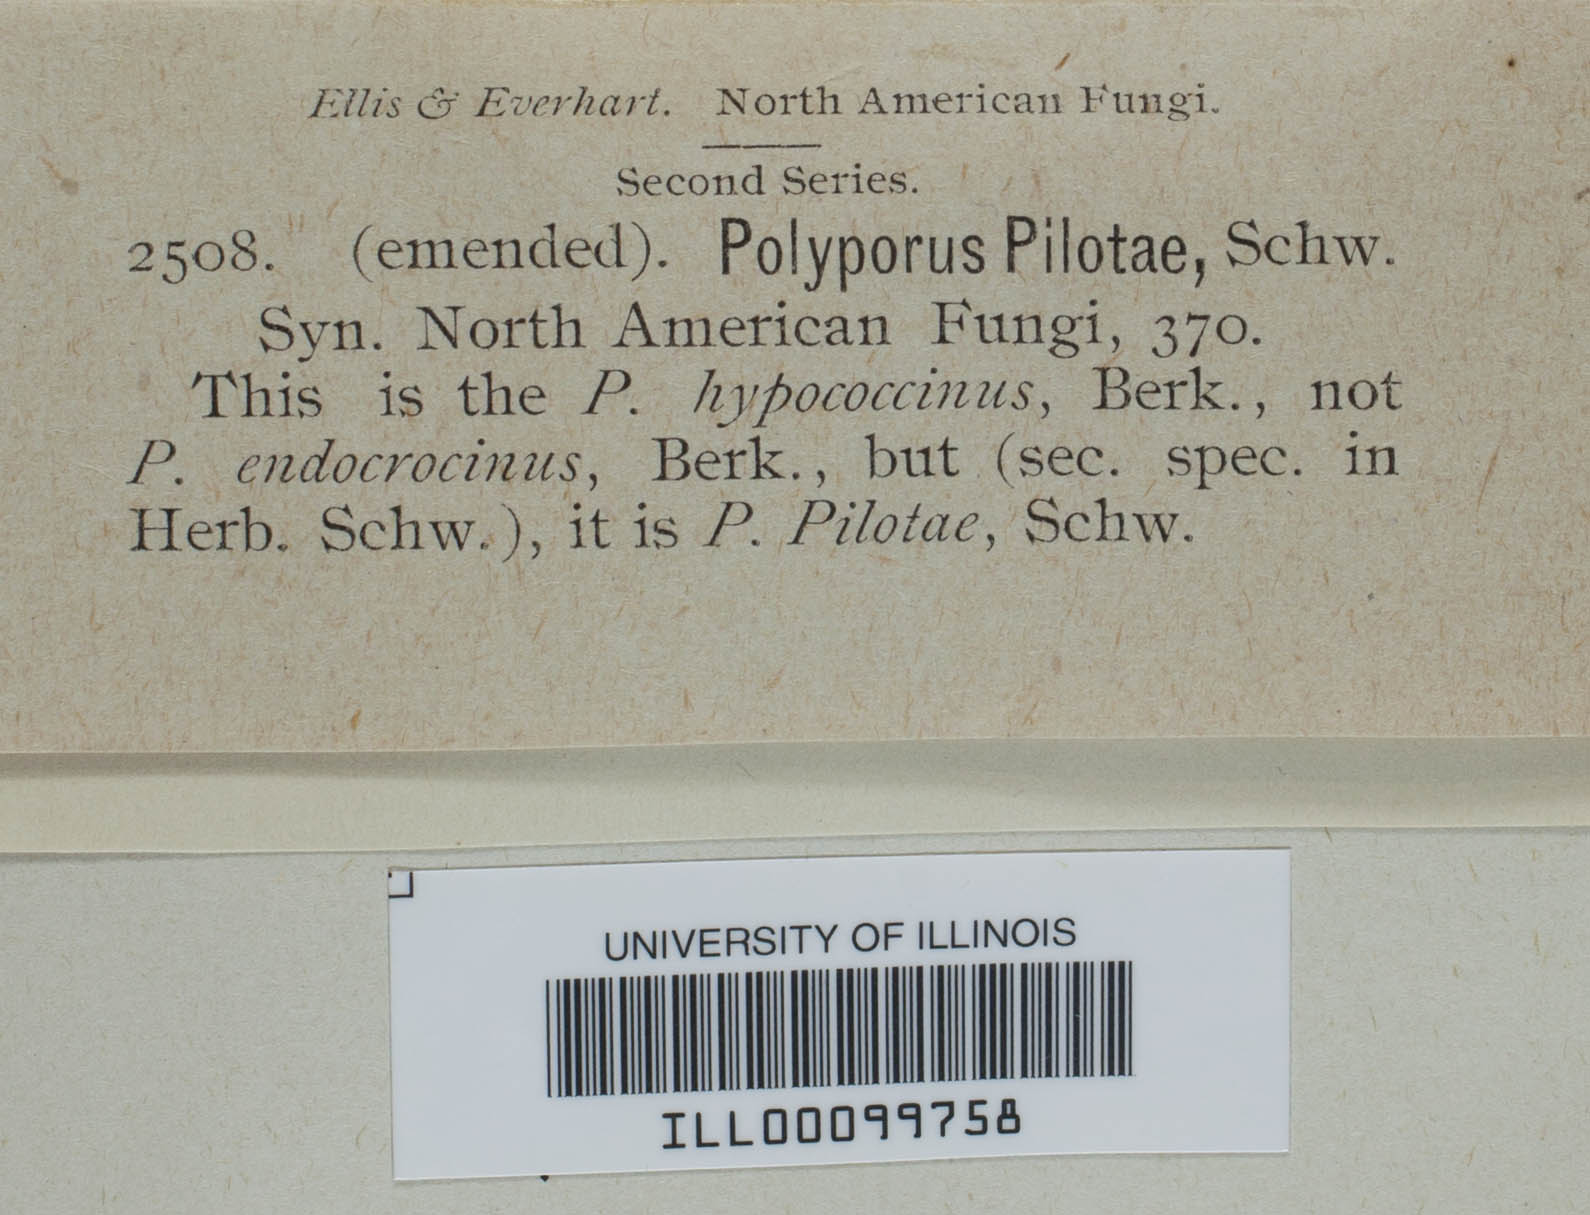 Ellis & Everhart. North American Fungi.
Second Series.
2508. (emended). Polyporus Pilotae, Schw.
Syn. North American Fungi, 370.
This is the P. hypococcinus, Berk., not
P. endocrocinus, Berk., but (sec. spec. in
Herb. Schw.), it is P. Pilotae, Schw.
UNIVERSITY OF ILLINOIS
ILL00099758